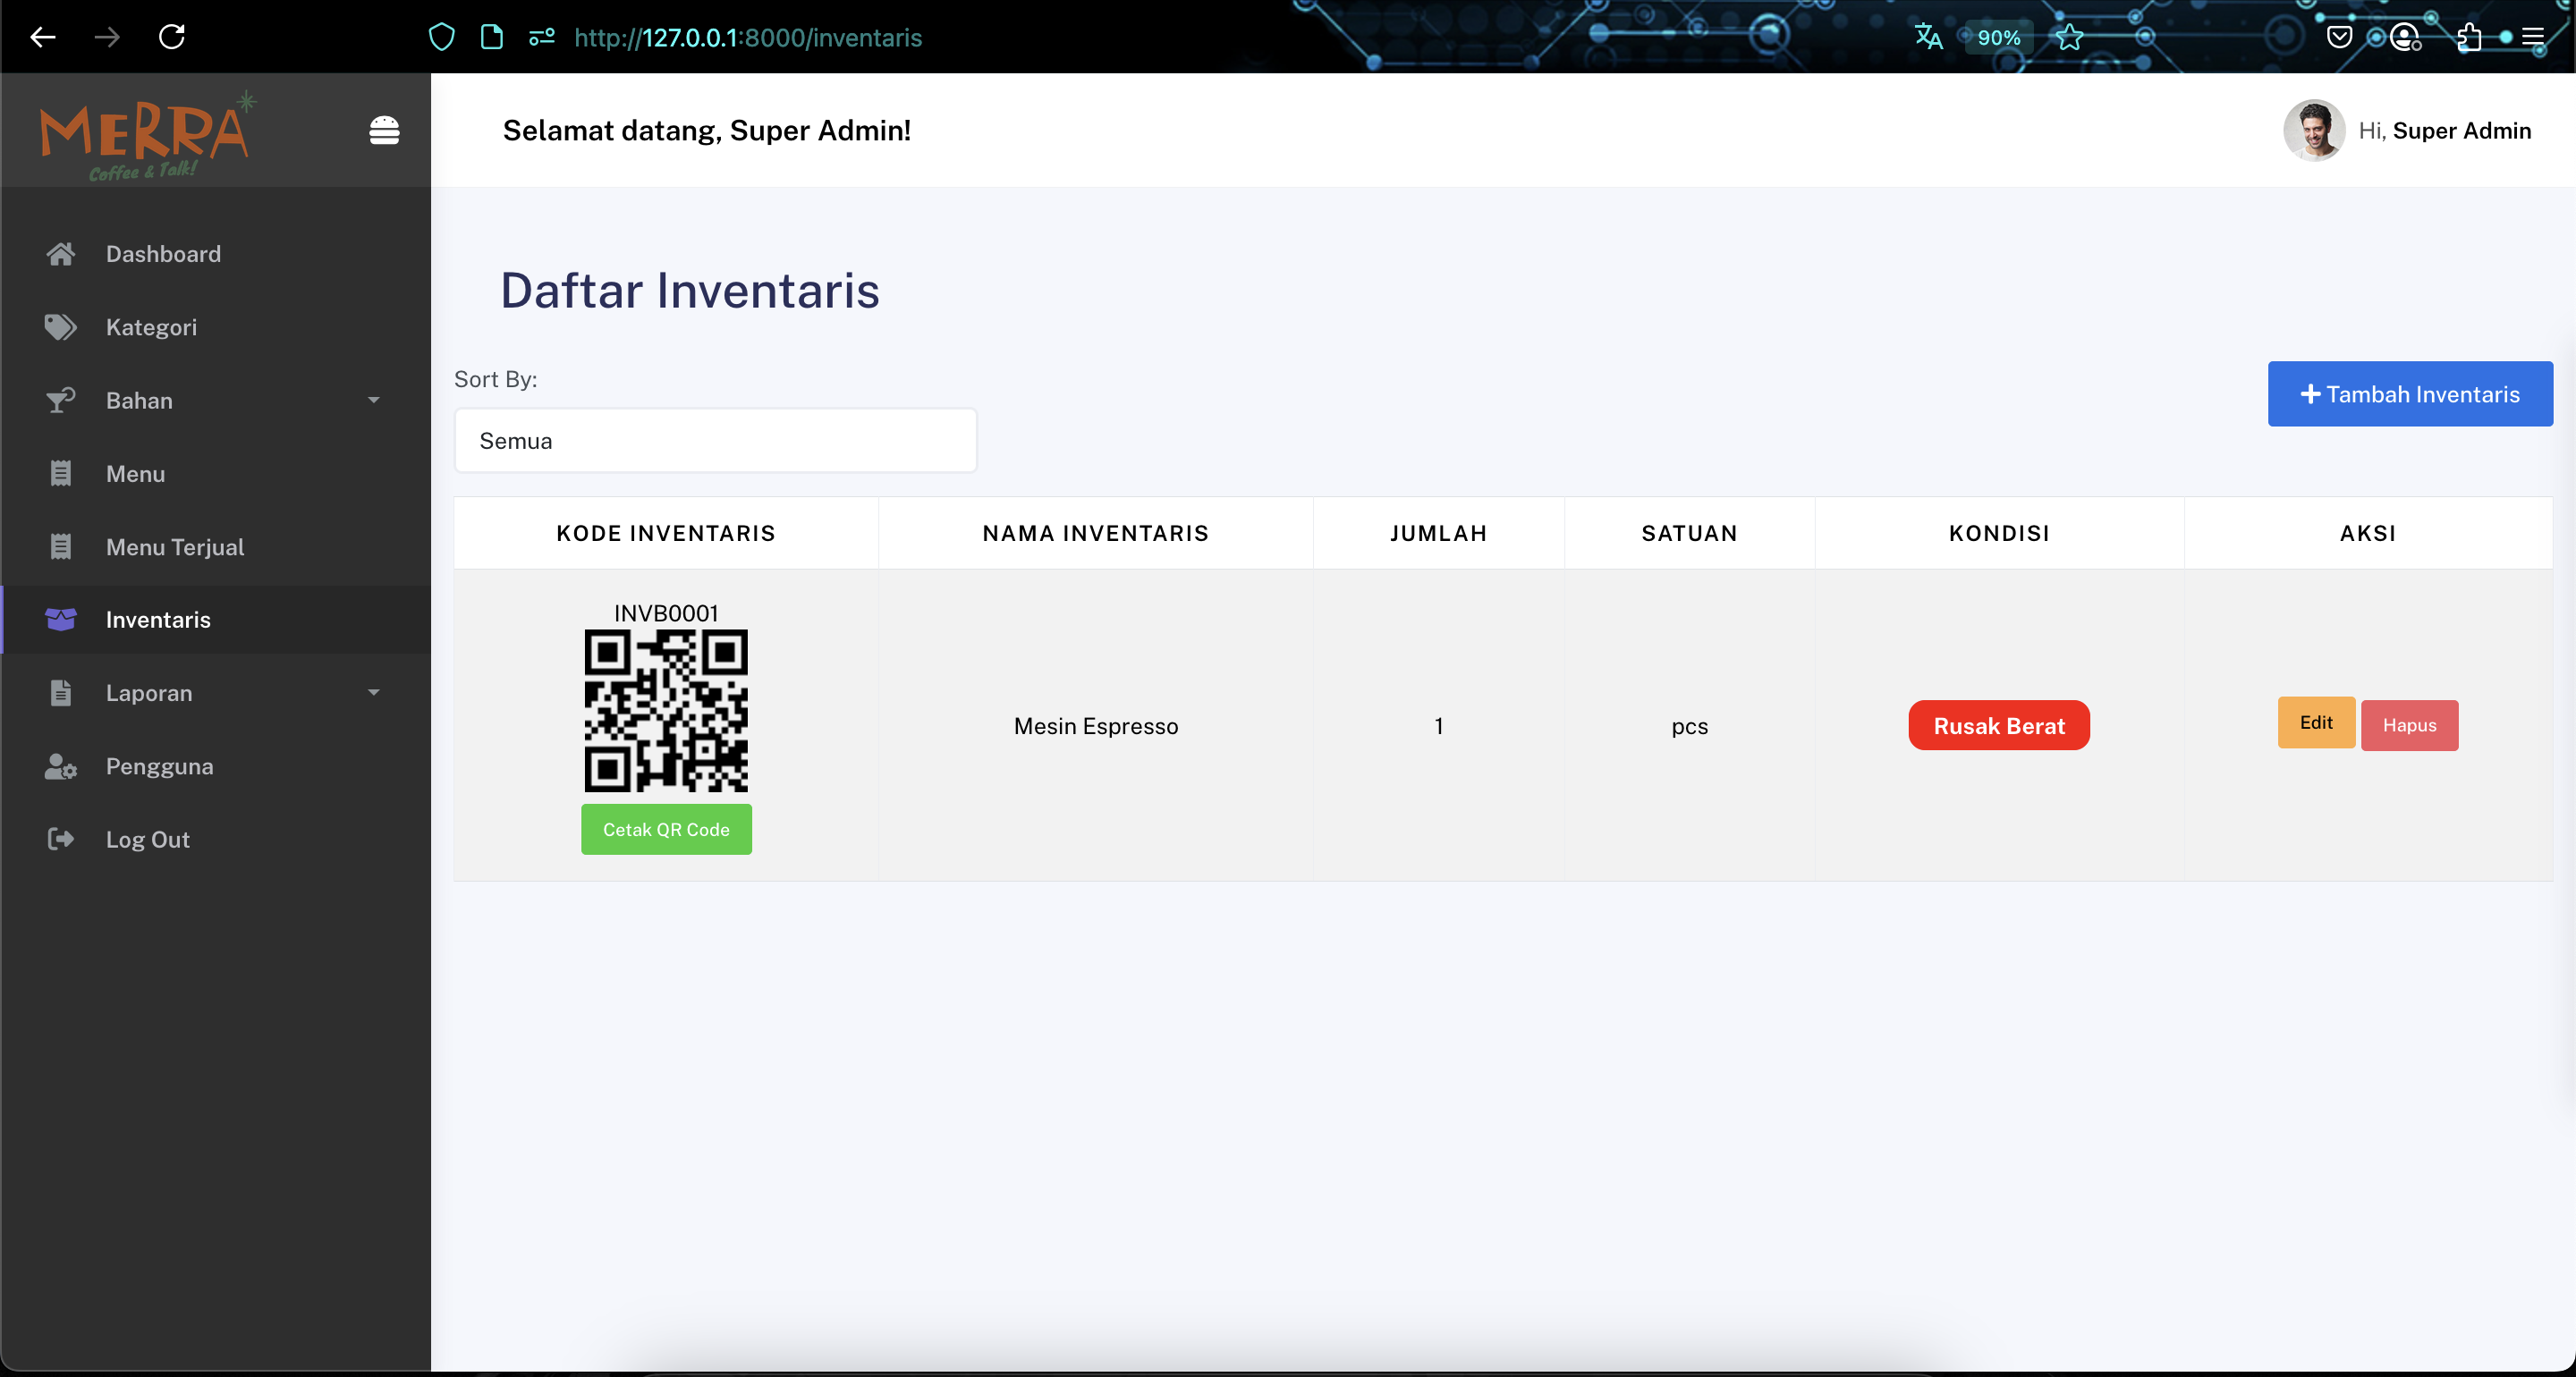 http://127.0.0.1:8000/inventaris
90%
MERRA
Coffee & Talk!
Selamat datang, Super Admin!
Hi, Super Admin
Dashboard
Kategori
Bahan
Menu
Menu Terjual
Inventaris
Laporan
Pengguna
Log Out
Daftar Inventaris
Sort By:
Semua
Tambah Inventaris
KODE INVENTARIS NAMA INVENTARIS JUMLAH SATUAN KONDISI AKSI
INVB0001
Mesin Espresso 1 pcs Rusak Berat Edit Hapus
Cetak QR Code